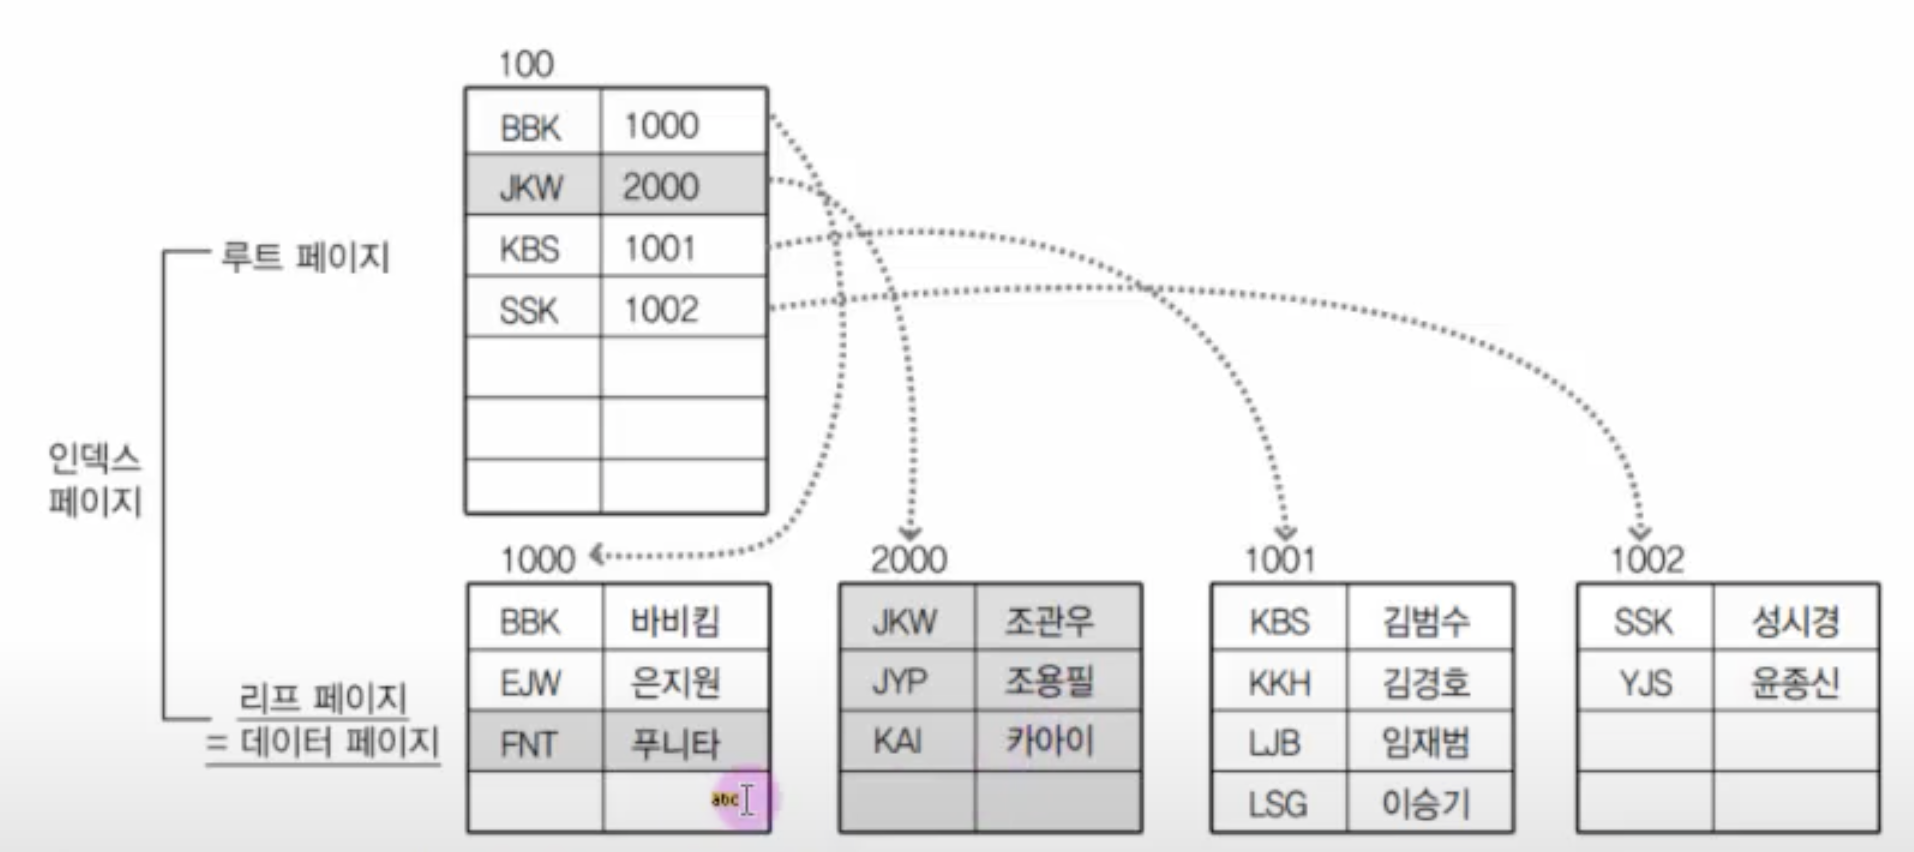 100
BBK 1000
JKW 2000
KBS 1001
SSK 1002
루트 페이지
인덱스
페이지
리프 페이지
= 데이터 페이지
1000
BBK 바비킴
EJW 은지원
FNT 푸니타
abc
2000
JKW 조관우
JYP 조용필
KAI 카아이
1001
KBS 김범수
KKH 김경호
LJB 임재범
LSG 이승기
1002
SSK 성시경
YJS 윤종신